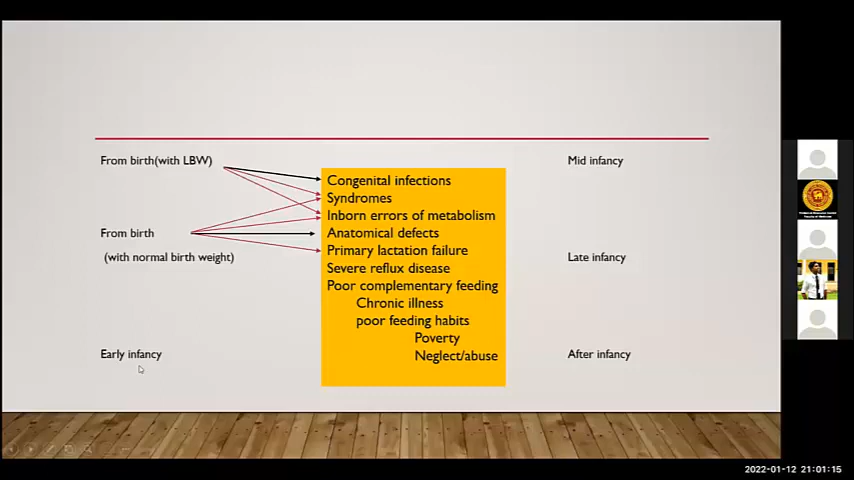 From birth(with LBW)
From birth
(with normal birth weight)
Early infancy
Congenital infections
Syndromes
Inborn errors of metabolism
Anatomical defects
Primary lactation failure
Severe reflux disease
Poor complementary feeding
Chronic illness
poor feeding habits
Poverty
Neglect/abuse
Mid infancy
Late infancy
After infancy
2022-01-12 21:01:15